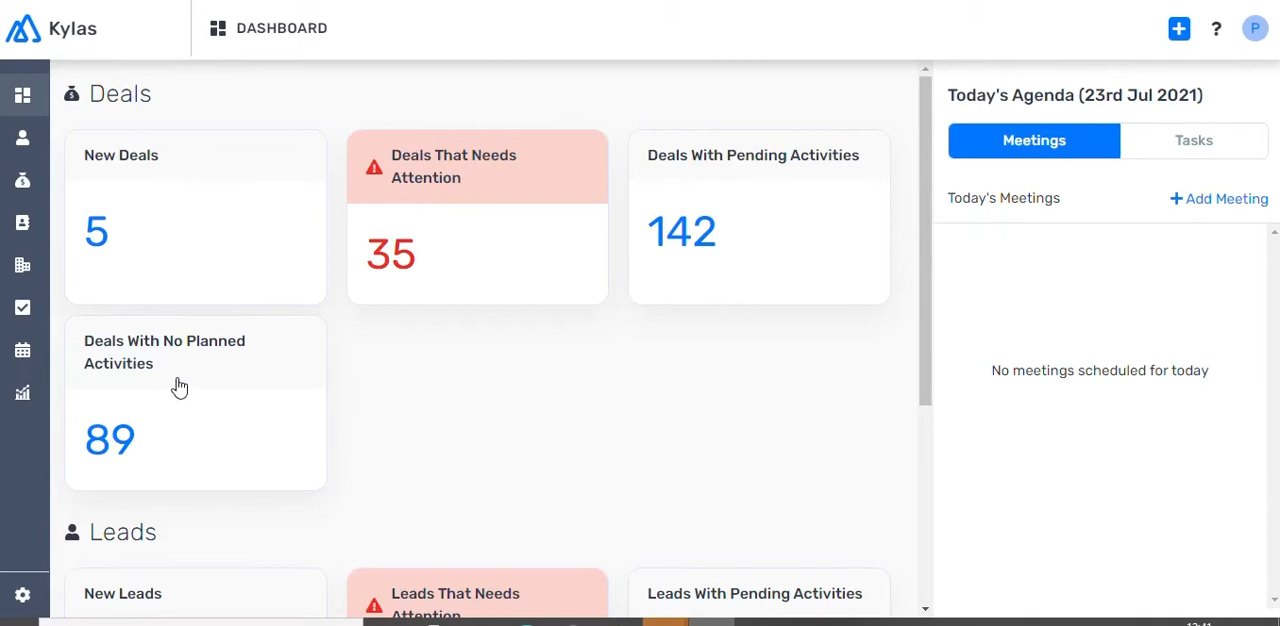 Kylas
DASHBOARD
?
P
Deals
New Deals
5
Deals That Needs
Attention
35
Deals With Pending Activities
142
Deals With No Planned
Activities
89
Leads
New Leads
Leads That Needs
Attention
Leads With Pending Activities
Today's Agenda (23rd Jul 2021)
Meetings
Tasks
Today's Meetings
+ Add Meeting
No meetings scheduled for today